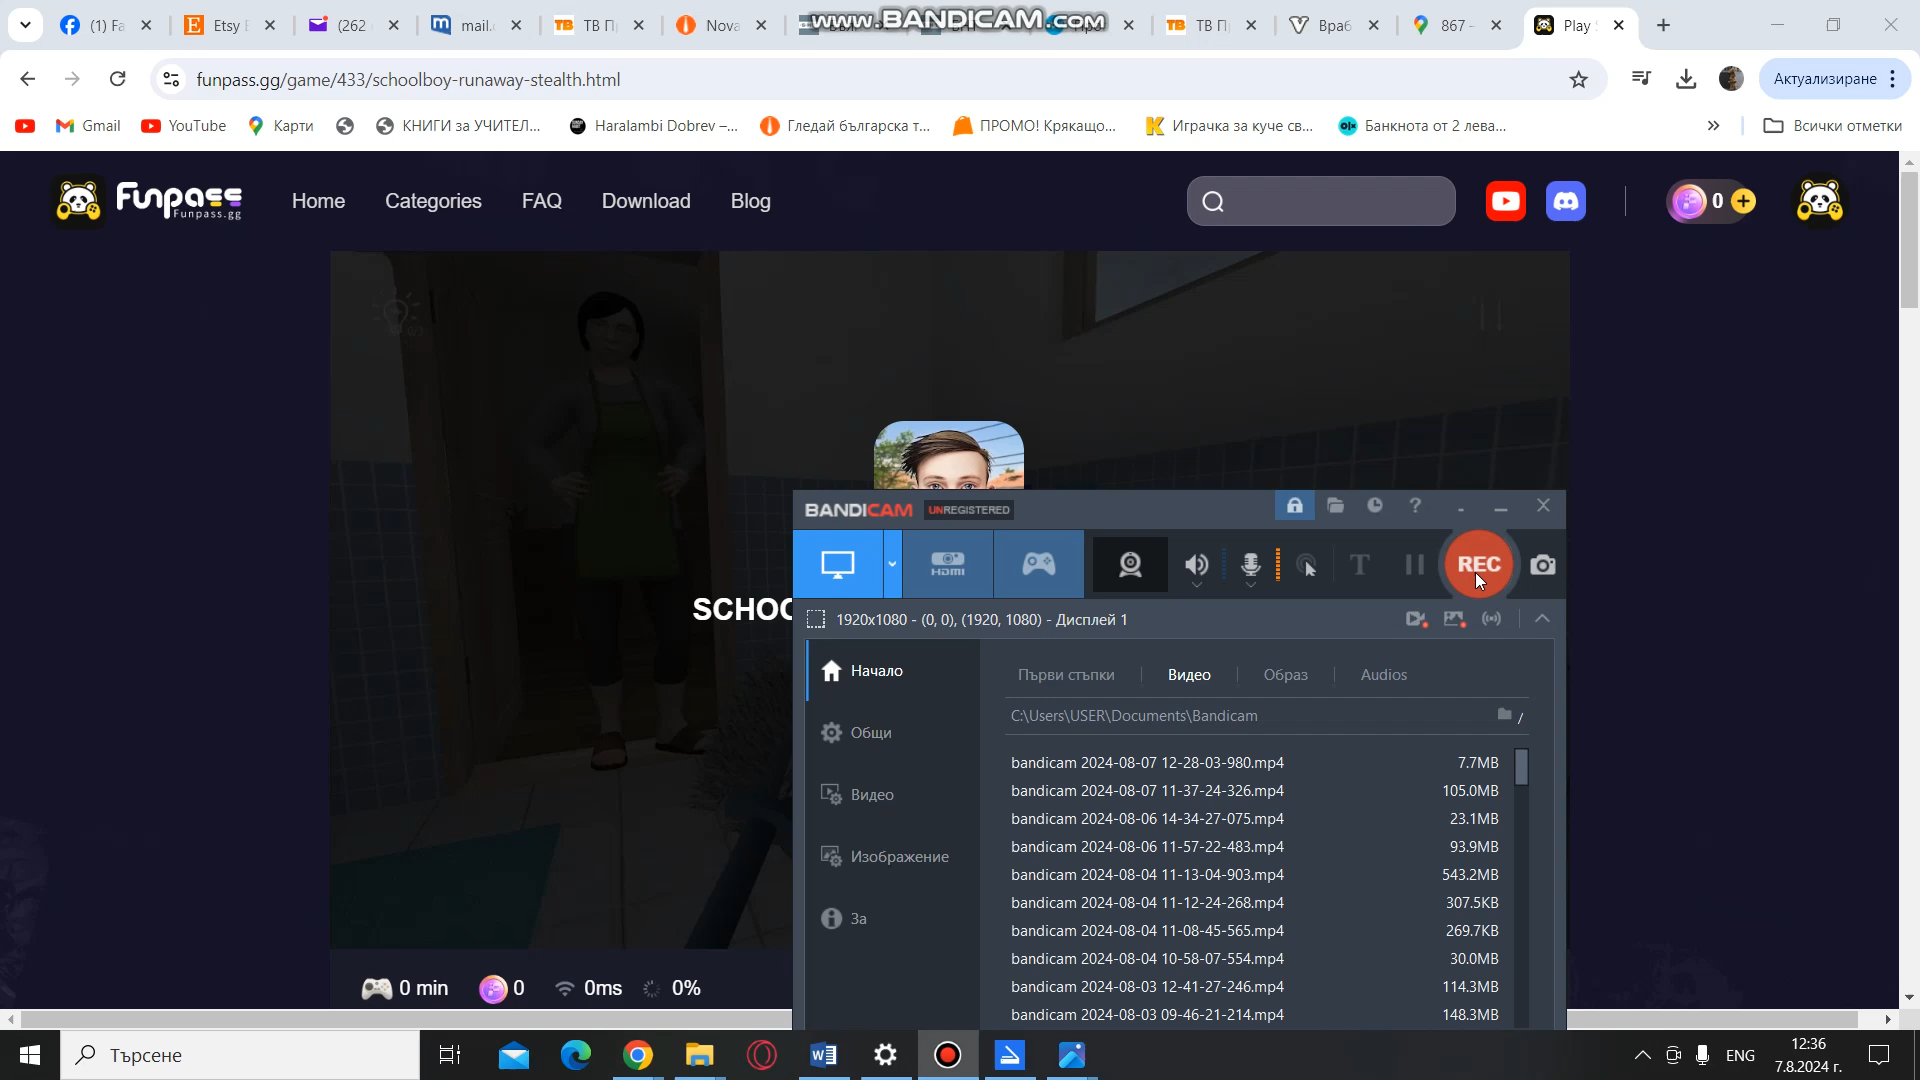 (1) Fa
Etsy
(262
mail.
ТВ П
Nova
ТВ П
Враб
867 -
Play
www.BANDICAM.com
funpass.gg/game/433/schoolboy-runaway-stealth.html
Актуализиране
Gmail
YouTube
Карти
КНИГИ за УЧИТЕЛ...
Haralambi Dobrev –...
Гледай българска т...
ПРОМО! Крякащо...
Играчка за куче св...
Банкнота от 2 лева...
Всички отметки
Funpass
Funpass.gg
Home
Categories
FAQ
Download
Blog
0
BANDICAM
UNREGISTERED
HDMI
REC
SCHOO
1920x1080 - (0, 0), (1920, 1080) - Дисплей 1
Начало
Общи
Видео
Изображение
За
Първи стъпки
Видео
Образ
Audios
C:\Users\USER\Documents\Bandicam
/
bandicam 2024-08-07 12-28-03-980.mp4 7.7MB
bandicam 2024-08-07 11-37-24-326.mp4 105.0MB
bandicam 2024-08-06 14-34-27-075.mp4 23.1MB
bandicam 2024-08-06 11-57-22-483.mp4 93.9MB
bandicam 2024-08-04 11-13-04-903.mp4 543.2MB
bandicam 2024-08-04 11-12-24-268.mp4 307.5KB
bandicam 2024-08-04 11-08-45-565.mp4 269.7KB
bandicam 2024-08-04 10-58-07-554.mp4 30.0MB
bandicam 2024-08-03 12-41-27-246.mp4 114.3MB
bandicam 2024-08-03 09-46-21-214.mp4 148.3MB
0 min
0
0ms
0%
Търсене
ENG
12:36
7.8.2024 г.